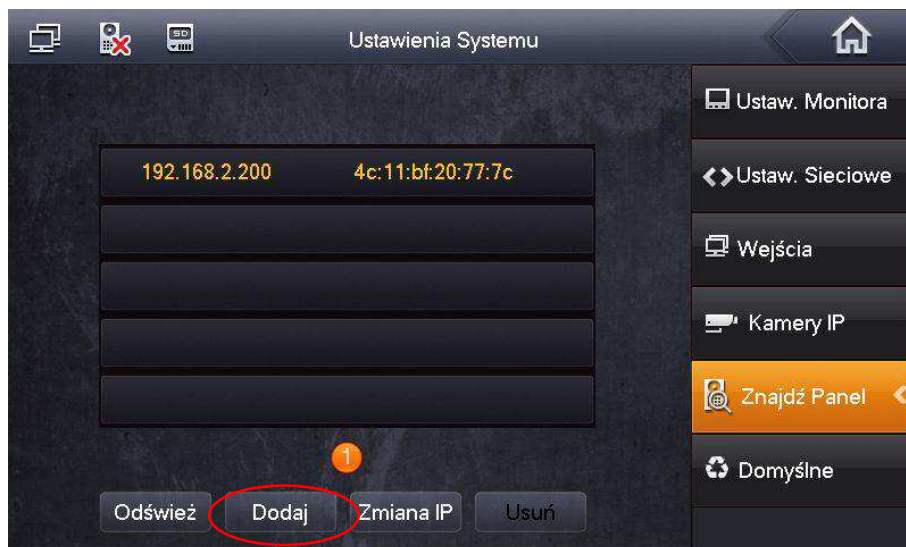 SD
Ustawienia Systemu
192.168.2.200 4c:11:bf:20:77:7c
1
Odśwież Dodaj Zmiana IP Usuń
Ustaw. Monitora
Ustaw. Sieciowe
Wejścia
Kamery IP
Znajdź Panel
Domyślne